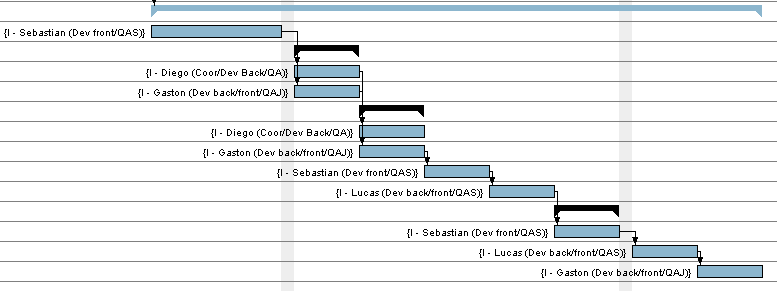 {I - Sebastian (Dev front/QAS)}
{I - Diego (Coor/Dev Back/QA)}
{I - Gaston (Dev back/front/QAJ)}
{I - Diego (Coor/Dev Back/QA)}
{I - Gaston (Dev back/front/QAJ)}
{I - Sebastian (Dev front/QAS)}
{I - Lucas (Dev back/front/QAS)}
{I - Sebastian (Dev front/QAS)}
{I - Lucas (Dev back/front/QAS)}
{I - Gaston (Dev back/front/QAJ)}